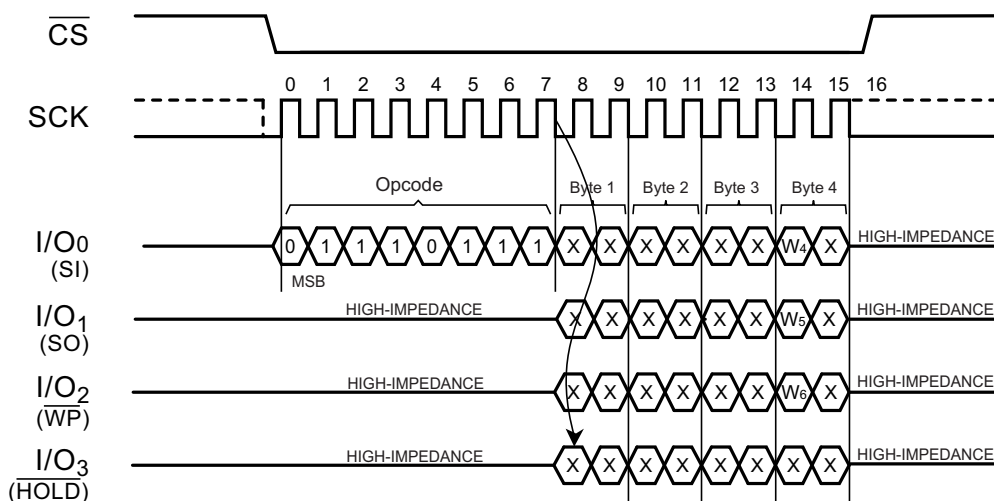 CS
0 1 2 3 4 5 6 7 8 9 10 11 12 13 14 15 16
SCK
Opcode Byte 1 Byte 2 Byte 3 Byte 4
I/O0 0 1 1 1 0 1 1 1 X X X X X X W4 X HIGH-IMPEDANCE
(SI)
MSB
I/O1 HIGH-IMPEDANCE X X X X X X W5 X HIGH-IMPEDANCE
(SO)
I/O2 HIGH-IMPEDANCE X X X X X X W6 X HIGH-IMPEDANCE
(WP)
I/O3 HIGH-IMPEDANCE X X X X X X X X HIGH-IMPEDANCE
(HOLD)